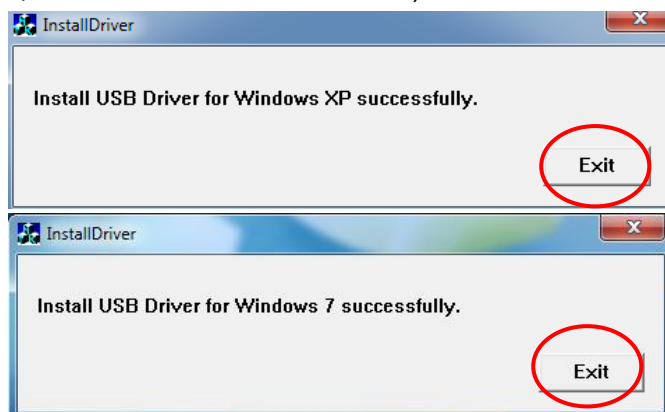 InstallDriver
Install USB Driver for Windows XP successfully.
Exit
InstallDriver
Install USB Driver for Windows 7 successfully.
Exit